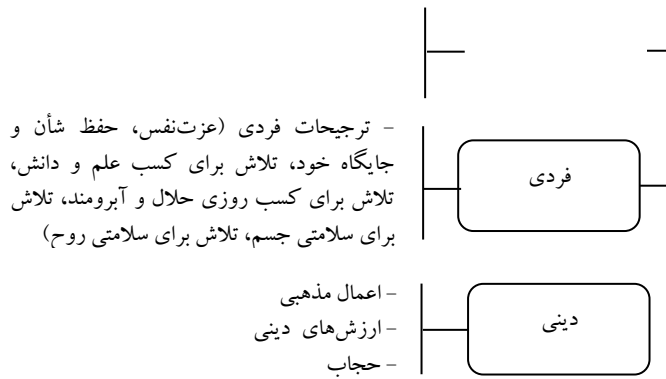 فردی
- ترجیحات فردی (عزت‌نفس، حفظ شأن و
جایگاه خود، تلاش برای کسب علم و دانش،
تلاش برای کسب روزی حلال و آبرومند، تلاش
برای سلامتی جسم، تلاش برای سلامتی روح)
دینی
- اعمال مذهبی
- ارزش‌های دینی
- حجاب